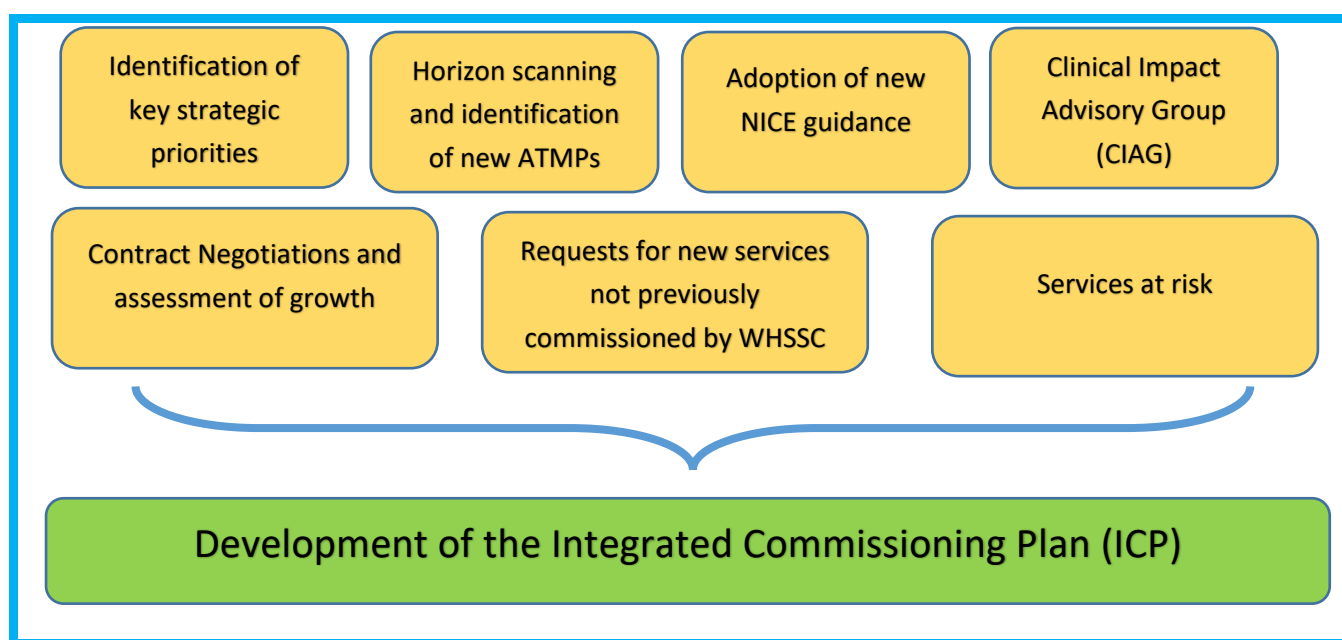 Identification of
key strategic
priorities
Horizon scanning
and identification
of new ATMPs
Adoption of new
NICE guidance
Clinical Impact
Advisory Group
(CIAG)
Contract Negotiations and
assessment of growth
Requests for new services
not previously
commissioned by WHSSC
Services at risk
Development of the Integrated Commissioning Plan (ICP)